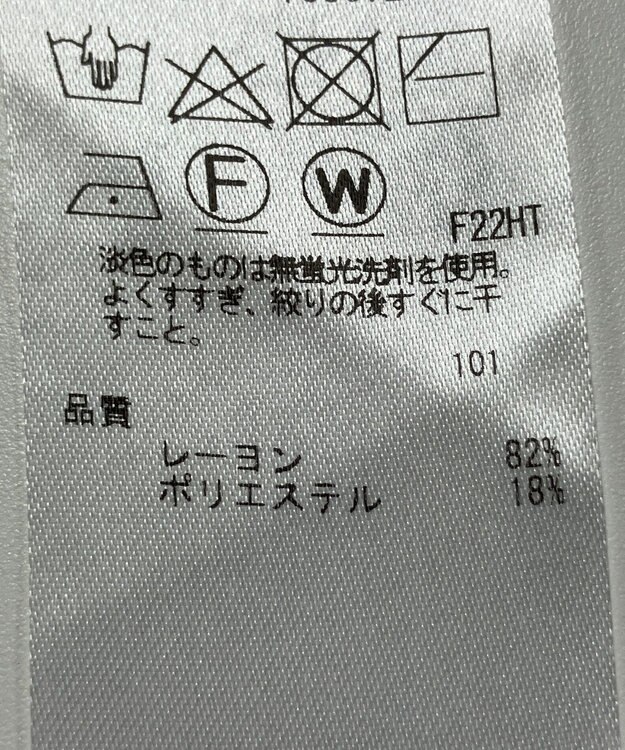 F
W
F22HT
淡色のものは無蛍光洗剤を使用。
よくすすぎ、絞りの後すぐに干
すこと。
101
品質
レーヨン 82%
ポリエステル 18%